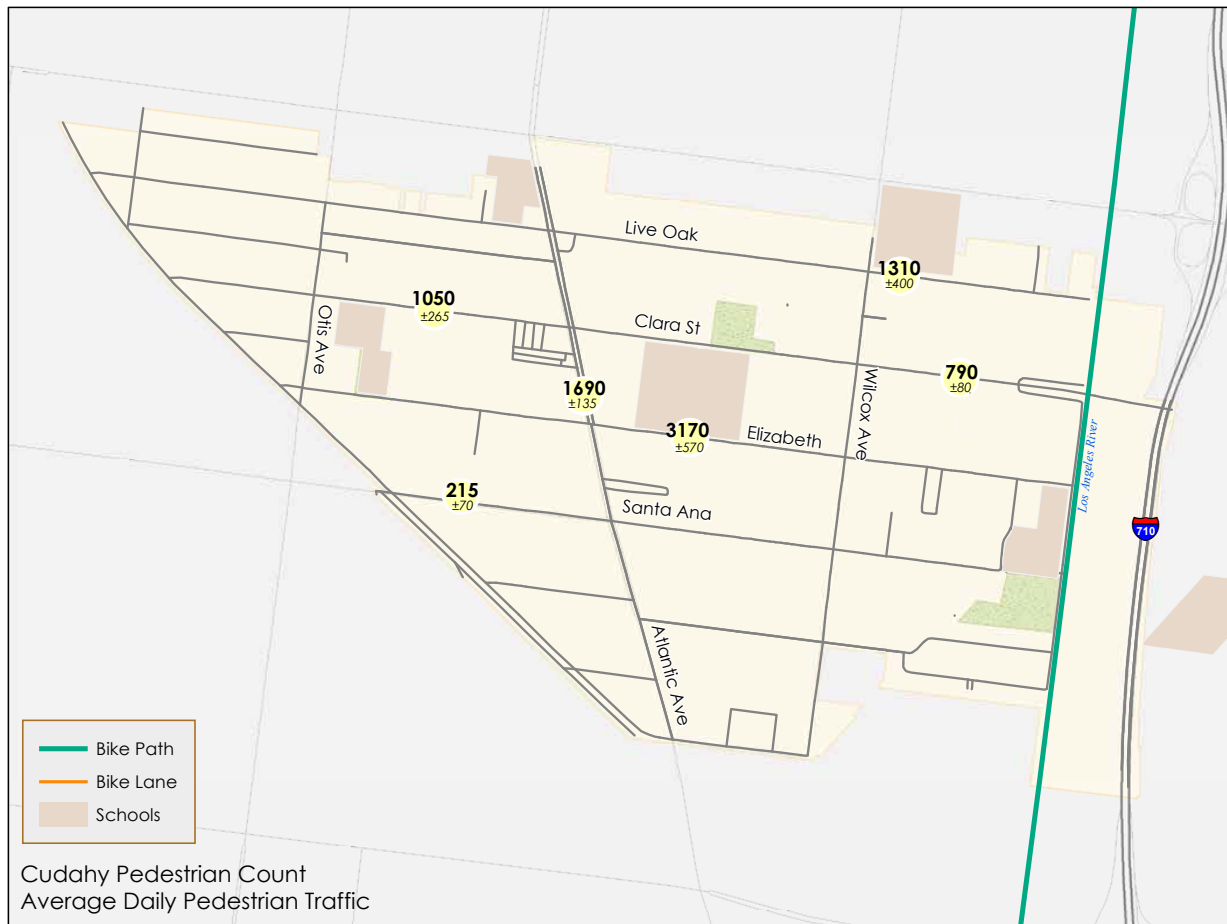 Live Oak
1310
±400
1050
±265
Otis Ave
Clara St
Wilcox Ave
790
±80
1690
±135
3170
±570
Elizabeth
Los Angeles River
215
±70
Santa Ana
710
Atlantic Ave
Bike Path
Bike Lane
Schools
Cudahy Pedestrian Count
Average Daily Pedestrian Traffic